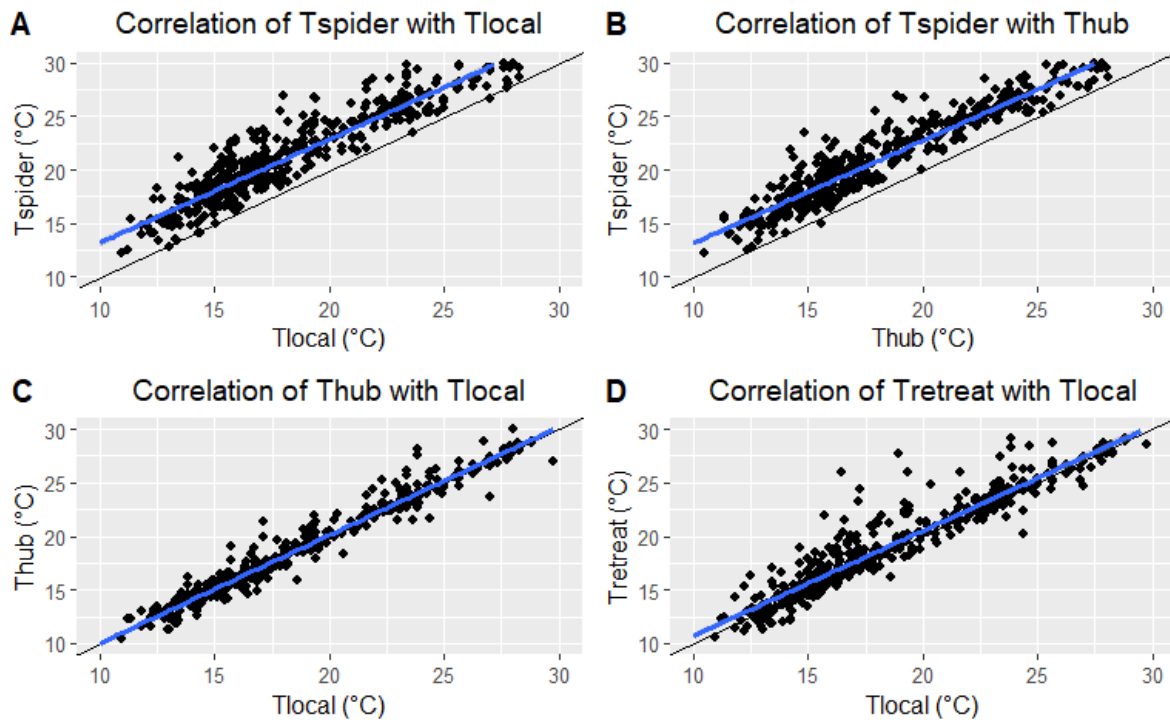 A Correlation of Tspider with Tlocal
Tspider (°C)
30
25
20
15
10
10 15 20 25 30
Tlocal (°C)
B Correlation of Tspider with Thub
Tspider (°C)
30
25
20
15
10
10 15 20 25 30
Thub (°C)
C Correlation of Thub with Tlocal
Thub (°C)
30
25
20
15
10
10 15 20 25 30
Tlocal (°C)
D Correlation of Tretreat with Tlocal
Tretreat (°C)
30
25
20
15
10
10 15 20 25 30
Tlocal (°C)